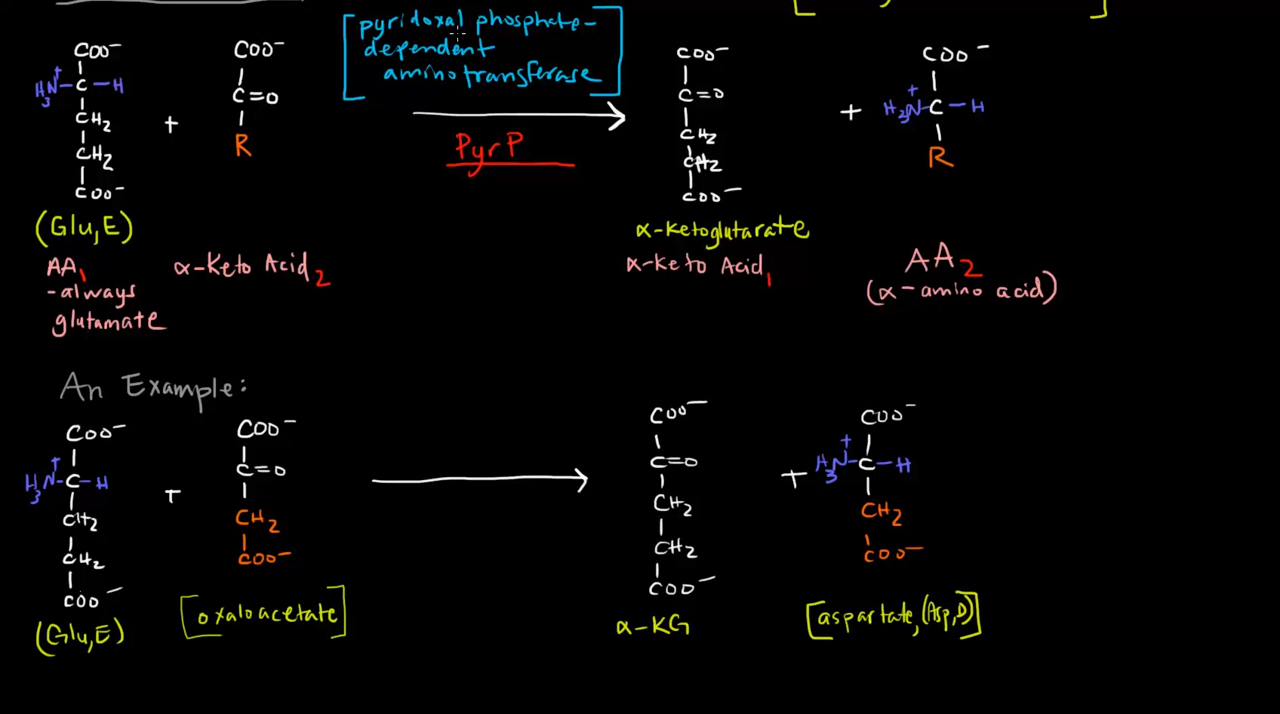 [pyridoxal phosphate-
dependent
aminotransferase]
COO⁻
H₃N⁺-C-H
CH₂
CH₂
COO⁻
+
COO⁻
C=O
R
PyrP
COO⁻
C=O
CH₂
CH₂
COO⁻
+
COO⁻
H₃N⁺-C-H
R
(Glu,E)
AA₁
-always
glutamate
α-Keto Acid₂
α-Ketoglutarate
α-Keto Acid₁
AA₂
(α-amino acid)
An Example:
COO⁻
H₃N⁺-C-H
CH₂
CH₂
COO⁻
(Glu,E)
+
COO⁻
C=O
CH₂
COO⁻
[oxaloacetate]
COO⁻
C=O
CH₂
CH₂
COO⁻
α-KG
+
COO⁻
H₃N⁺-C-H
CH₂
COO⁻
[aspartate,(Asp,D)]